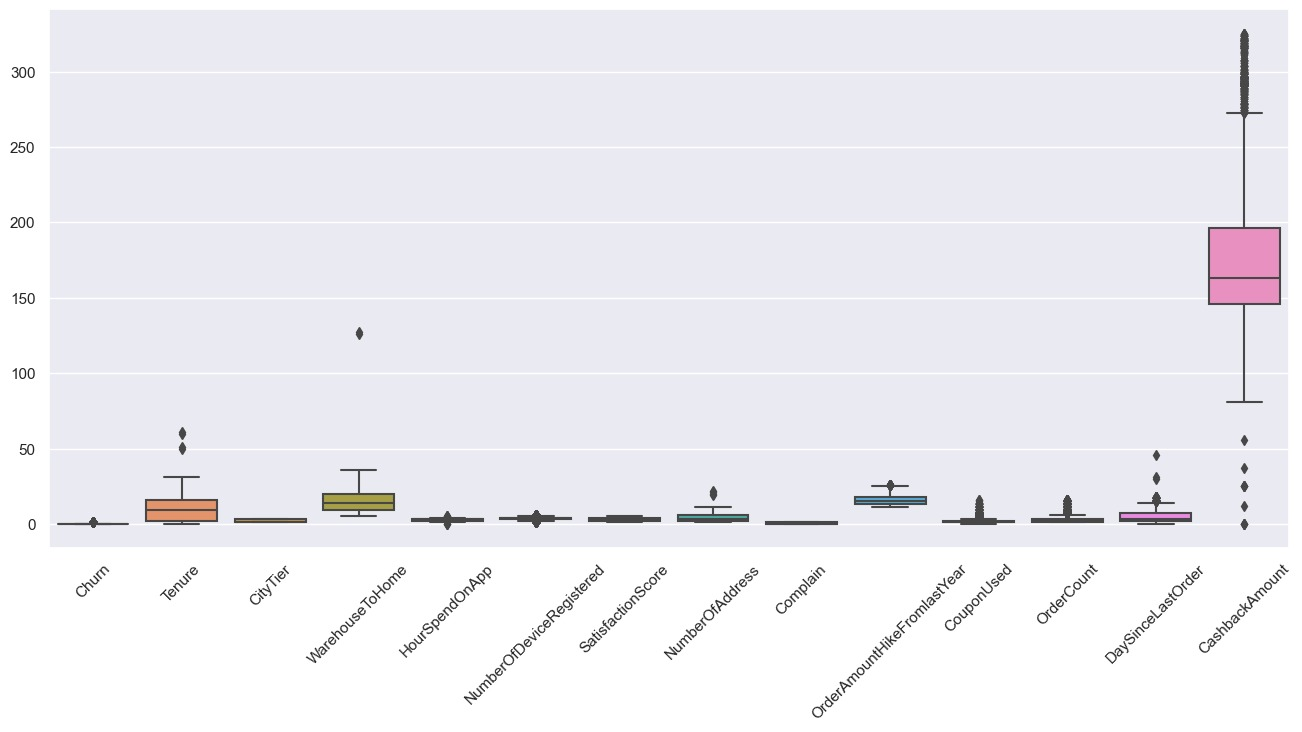 300
250
200
150
100
50
0
Churn
Tenure
CityTier
WarehouseToHome
HourSpendOnApp
NumberOfDeviceRegistered
SatisfactionScore
NumberOfAddress
Complain
OrderAmountHikeFromlastYear
CouponUsed
OrderCount
DaySinceLastOrder
CashbackAmount